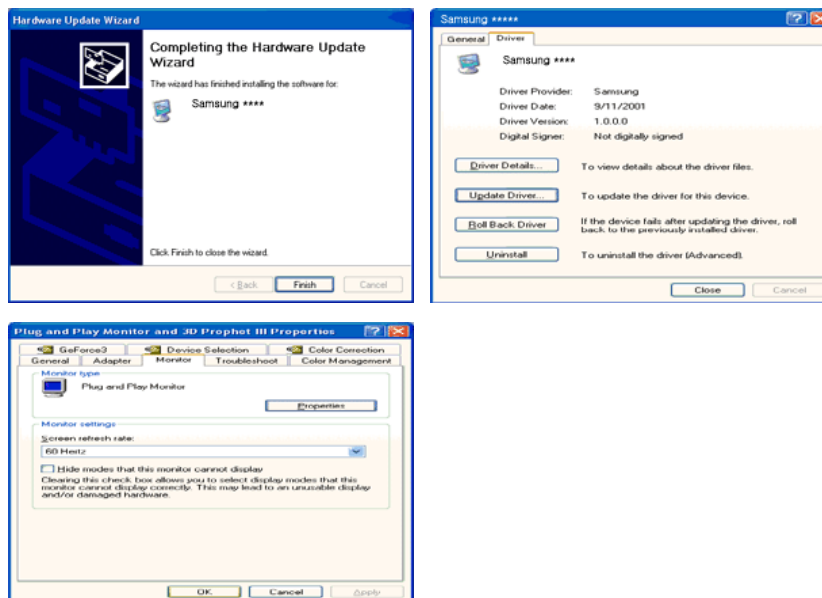 Hardware Update Wizard
Completing the Hardware Update
Wizard
The wizard has finished installing the software for:
Samsung ****
Click Finish to close the wizard.
< Back
Finish
Cancel
Samsung *****
General
Driver
Samsung ****
Driver Provider: Samsung
Driver Date: 9/11/2001
Driver Version: 1.0.0.0
Digital Signer: Not digitally signed
Driver Details... To view details about the driver files.
Update Driver... To update the driver for this device.
Roll Back Driver If the device fails after updating the driver, roll
back to the previously installed driver.
Uninstall To uninstall the driver (Advanced).
Close
Cancel
Plug and Play Monitor and 3D Prophet III Properties
GeForce3 Device Selection Color Correction
General Adapter Monitor Troubleshoot Color Management
Monitor type
Plug and Play Monitor
Properties
Monitor settings
Screen refresh rate:
60 Hertz
Hide modes that this monitor cannot display
Clearing this check box allows you to select display modes that this
monitor cannot display correctly. This may lead to an unusable display
and/or damaged hardware.
OK
Cancel
Apply